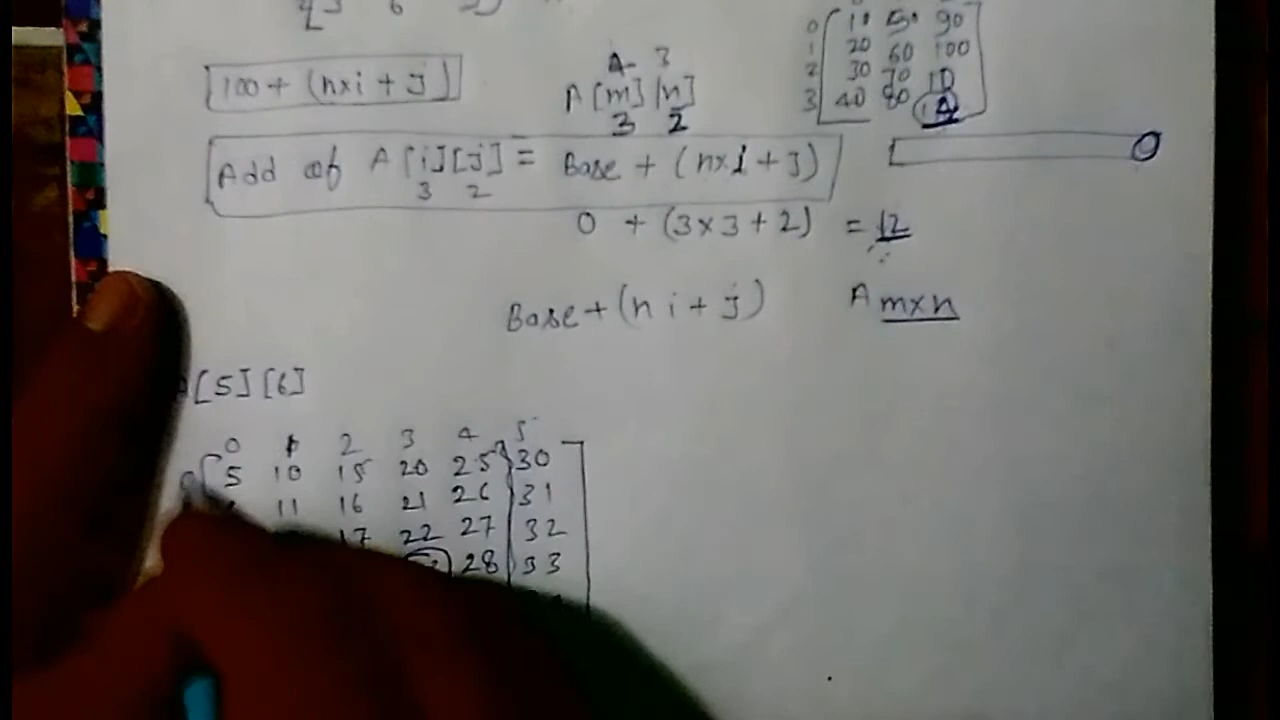 100 + (n×i + j)
A[m][n]
4 3
3 2
0 10 50 90
1 20 60 100
2 30 70
3 40 80
Add of A[i][j] = Base + (n×i + j)
3 2
0 + (3×3+2) = 12
Base + (n i + j) A m×n
[5][6]
0 1 2 3 4 5
0 5 10 15 20 25 30
11 16 21 26 31
17 22 27 32
28 33